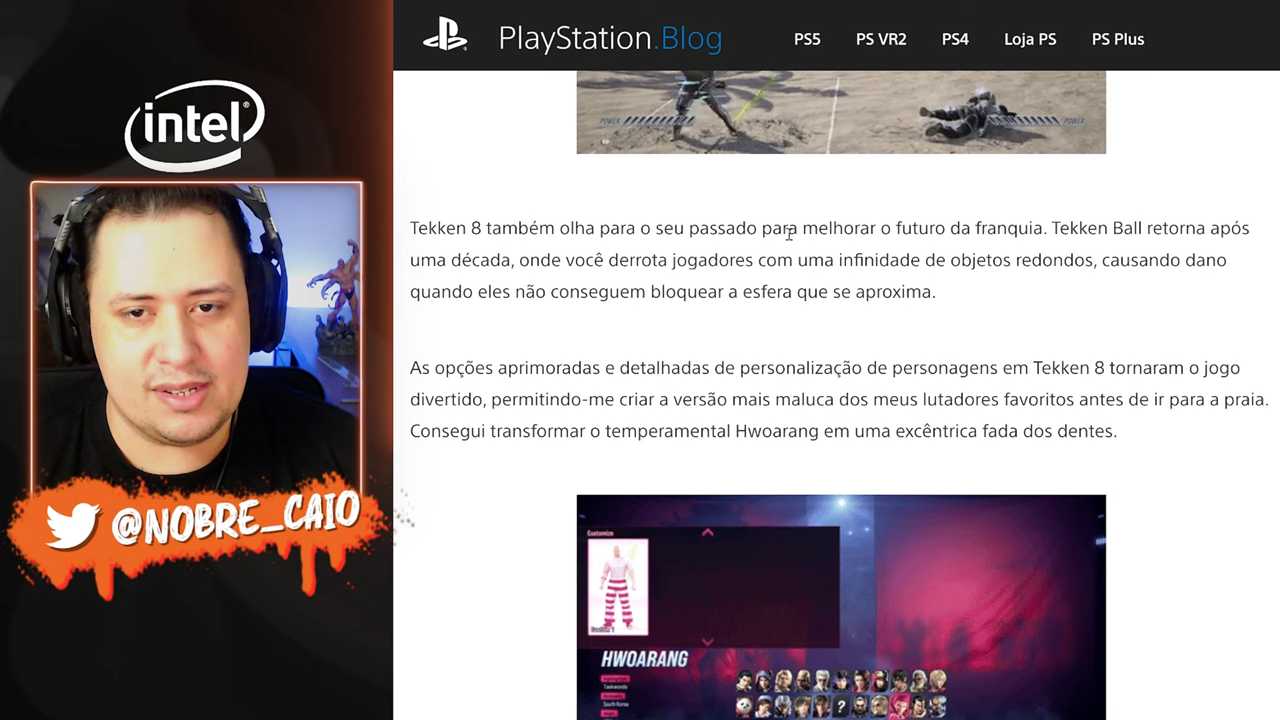 intel
@NOBRE_CAIO
PlayStation.Blog
PS5 PS VR2 PS4 Loja PS PS Plus
POWER POWER
Tekken 8 também olha para o seu passado para melhorar o futuro da franquia. Tekken Ball retorna após
uma década, onde você derrota jogadores com uma infinidade de objetos redondos, causando dano
quando eles não conseguem bloquear a esfera que se aproxima.
As opções aprimoradas e detalhadas de personalização de personagens em Tekken 8 tornaram o jogo
divertido, permitindo-me criar a versão mais maluca dos meus lutadores favoritos antes de ir para a praia.
Consegui transformar o temperamental Hwoarang em uma excêntrica fada dos dentes.
Customize
HWOARANG
Taekwondo
South Korea
?